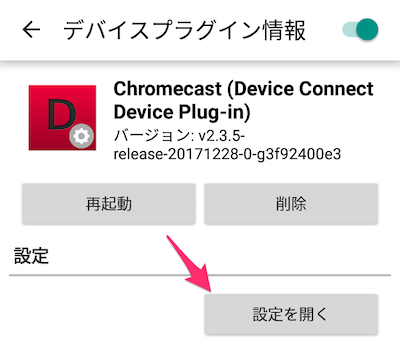 デバイスプラグイン情報
Chromecast (Device Connect
Device Plug-in)
バージョン: v2.3.5-
release-20171228-0-g3f92400e3
D
再起動
削除
設定
設定を開く